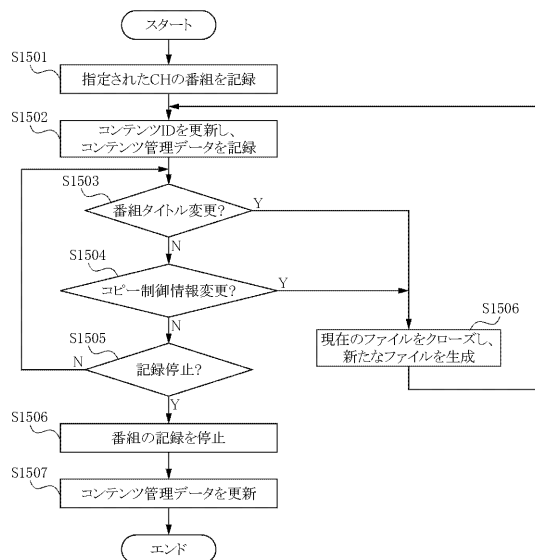 スタート
S1501
指定されたCHの番組を記録
S1502
コンテンツIDを更新し、
コンテンツ管理データを記録
S1503
番組タイトル変更?
Y
N
S1504
コピー制御情報変更?
Y
N
S1506
現在のファイルをクローズし、
新たなファイルを生成
S1505
記録停止?
N
Y
S1506
番組の記録を停止
S1507
コンテンツ管理データを更新
エンド